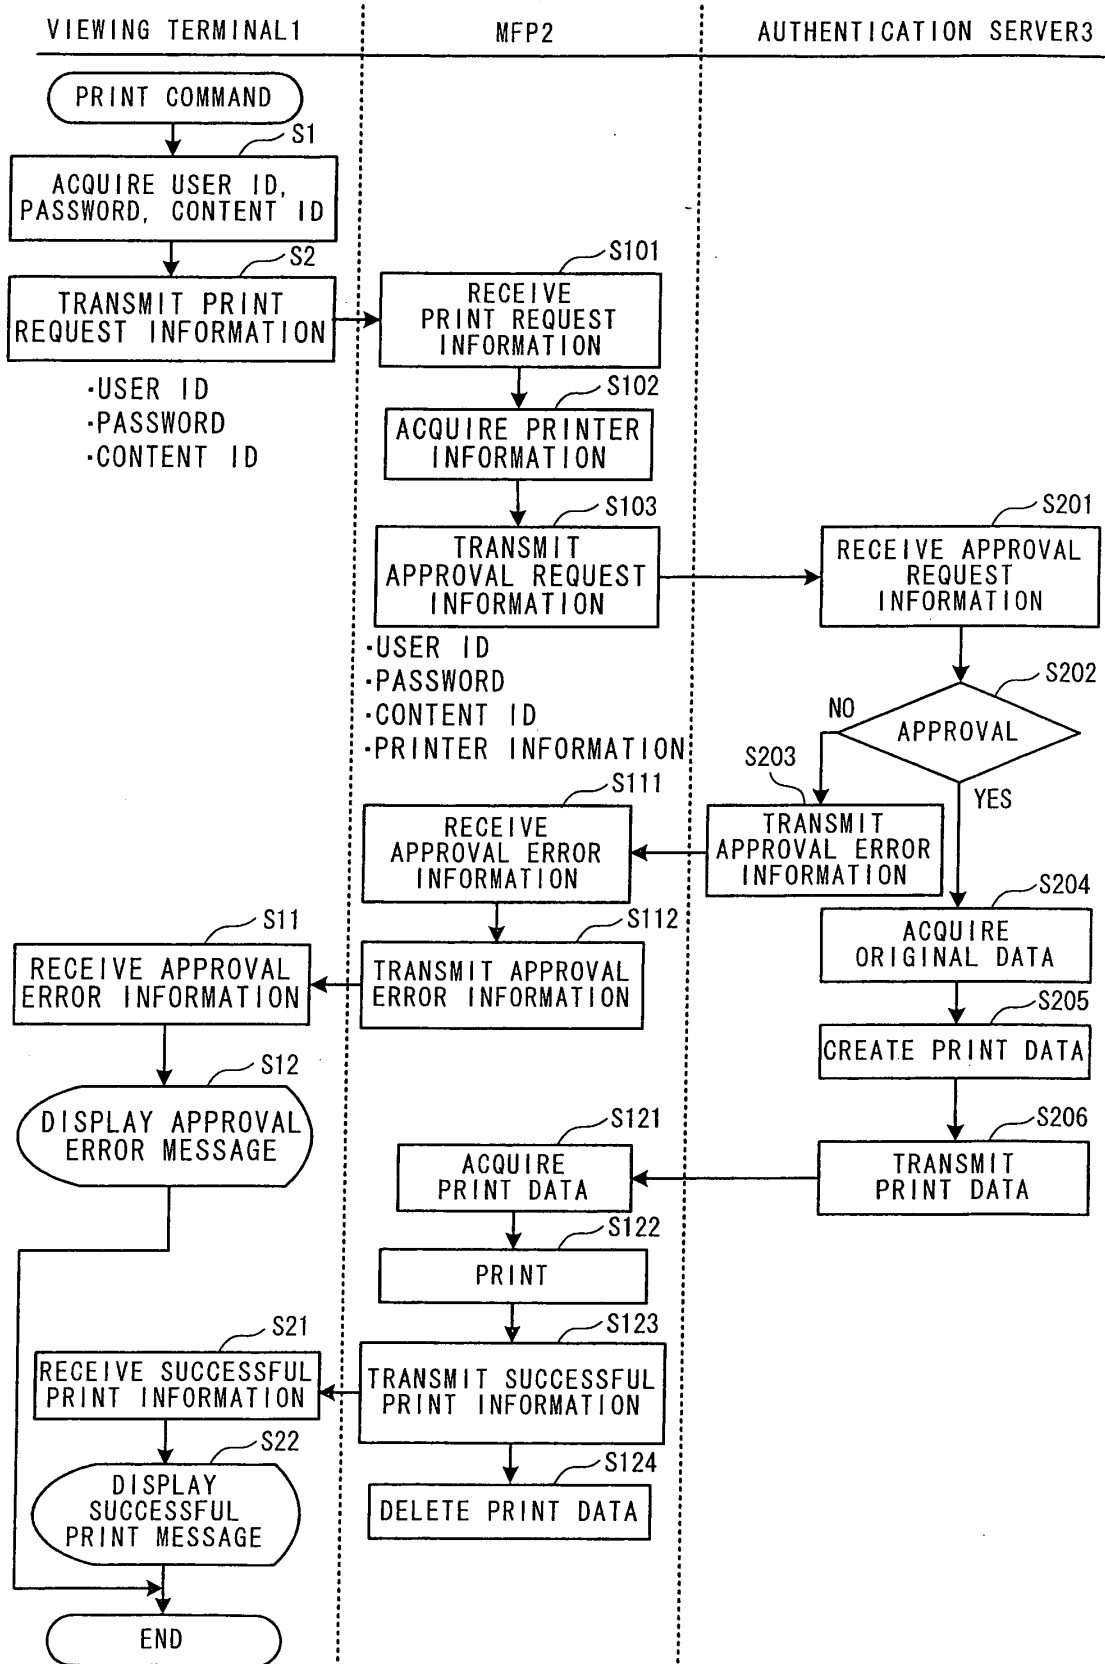 VIEWING TERMINAL1
MFP2
AUTHENTICATION SERVER3
PRINT COMMAND
S1
ACQUIRE USER ID,
PASSWORD, CONTENT ID
S2
TRANSMIT PRINT
REQUEST INFORMATION
·USER ID
·PASSWORD
·CONTENT ID
S101
RECEIVE
PRINT REQUEST
INFORMATION
S102
ACQUIRE PRINTER
INFORMATION
S103
TRANSMIT
APPROVAL REQUEST
INFORMATION
·USER ID
·PASSWORD
·CONTENT ID
·PRINTER INFORMATION
S201
RECEIVE APPROVAL
REQUEST
INFORMATION
S202
APPROVAL
NO
YES
S203
TRANSMIT
APPROVAL ERROR
INFORMATION
S111
RECEIVE
APPROVAL ERROR
INFORMATION
S112
TRANSMIT APPROVAL
ERROR INFORMATION
S11
RECEIVE APPROVAL
ERROR INFORMATION
S12
DISPLAY APPROVAL
ERROR MESSAGE
S204
ACQUIRE
ORIGINAL DATA
S205
CREATE PRINT DATA
S206
TRANSMIT
PRINT DATA
S121
ACQUIRE
PRINT DATA
S122
PRINT
S123
TRANSMIT SUCCESSFUL
PRINT INFORMATION
S124
DELETE PRINT DATA
S21
RECEIVE SUCCESSFUL
PRINT INFORMATION
S22
DISPLAY
SUCCESSFUL
PRINT MESSAGE
END